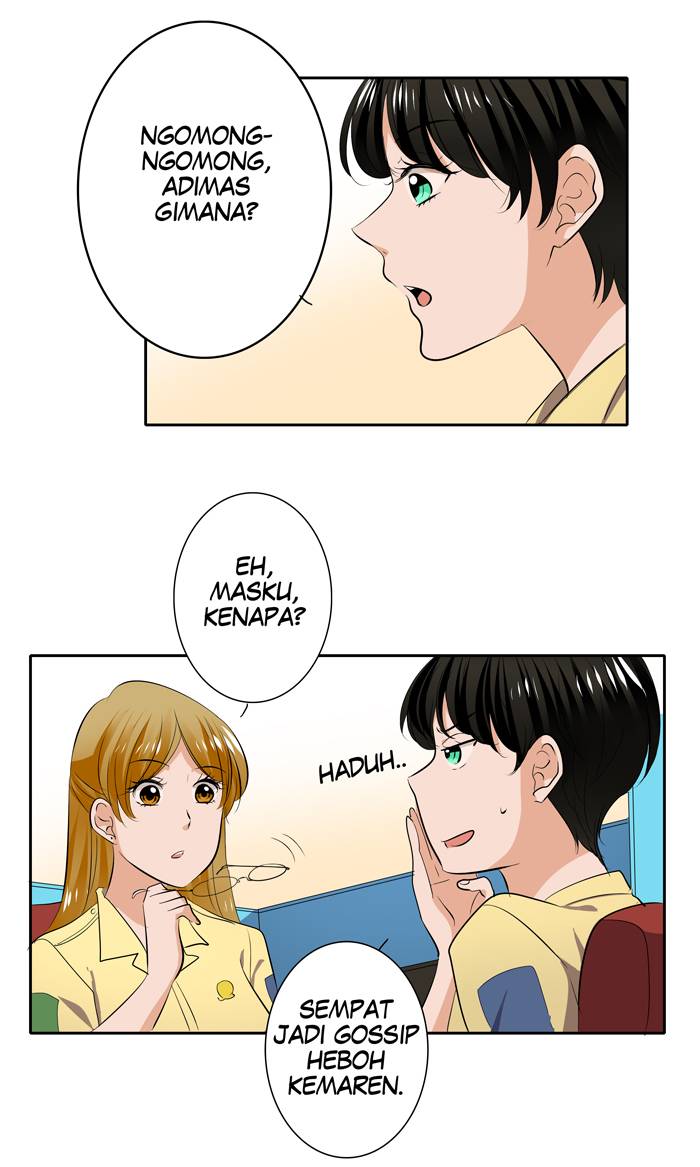 NGOMONG-
NGOMONG,
ADIMAS
GIMANA?
EH,
MASKU,
KENAPA?
HADUH..
SEMPAT
JADI GOSSIP
HEBOH
KEMAREN.